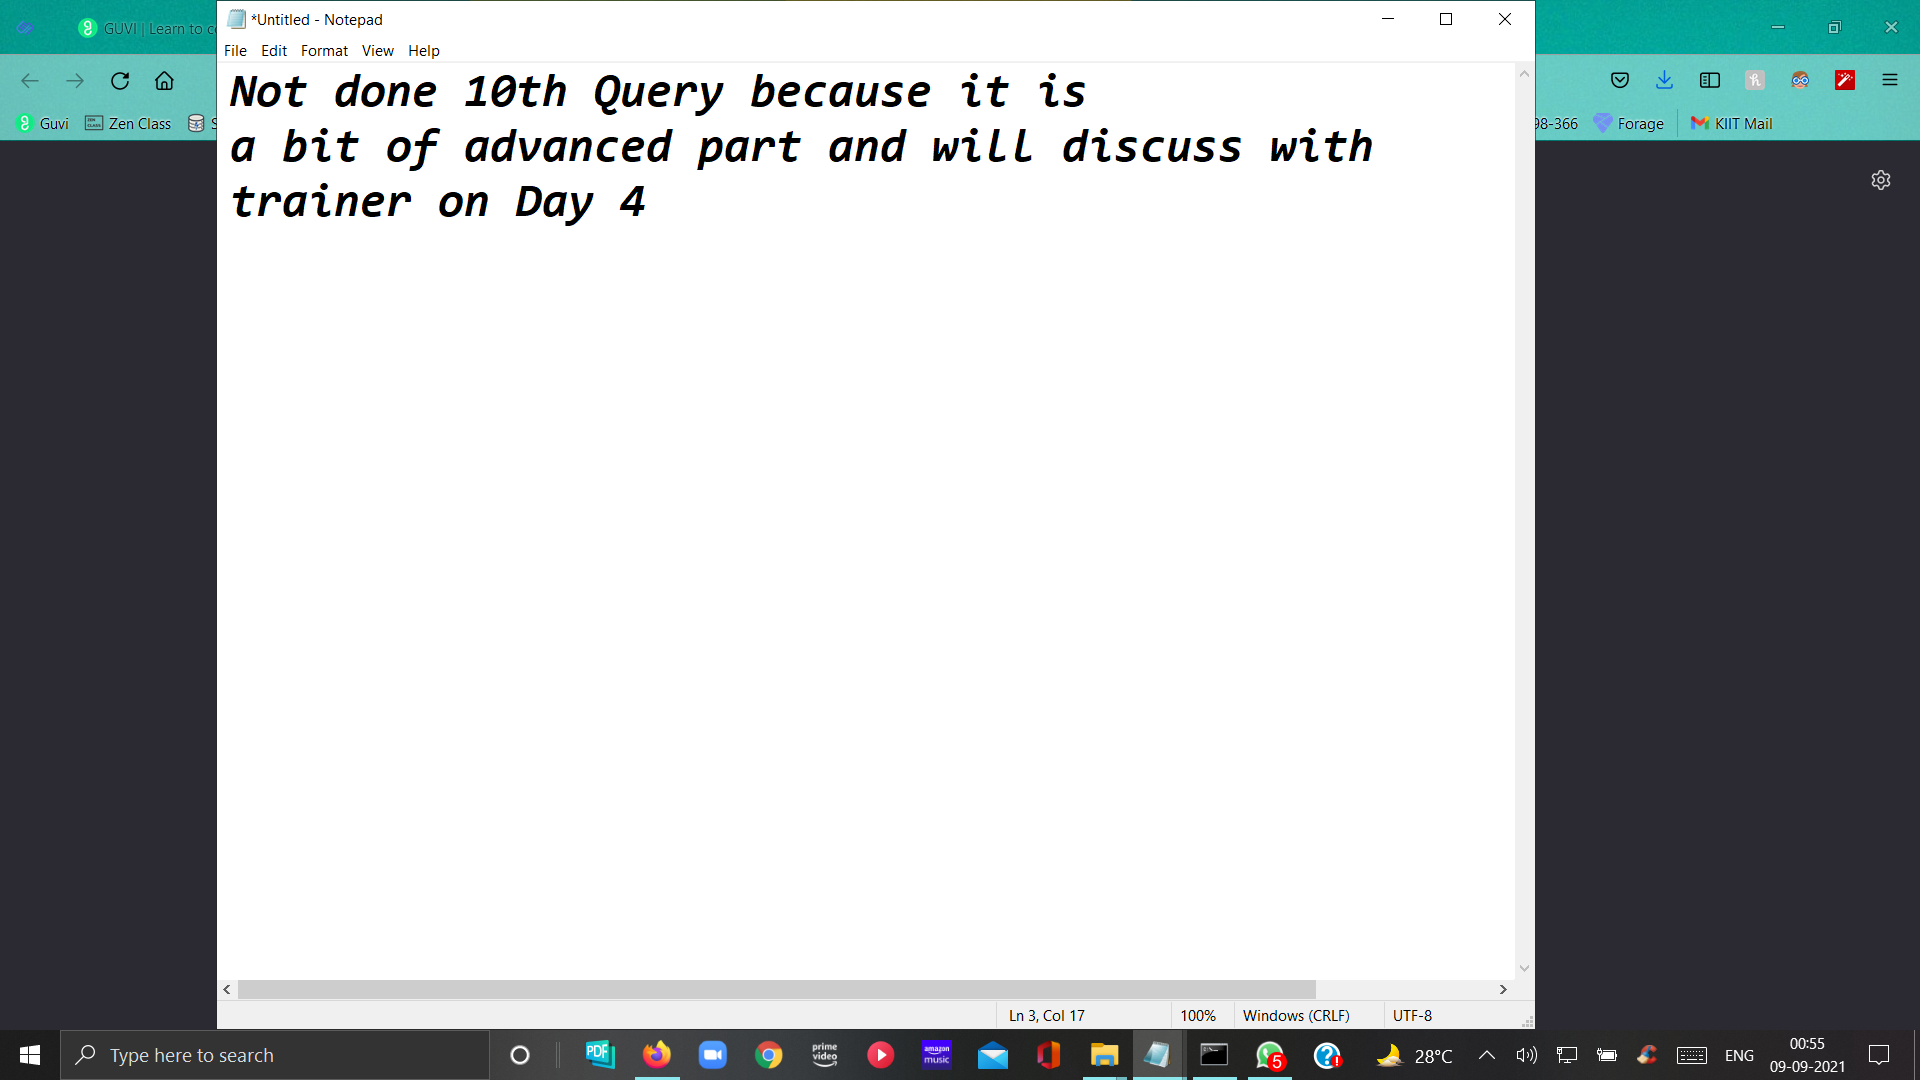 *Untitled - Notepad
GUVI | Learn to c
File Edit Format View Help
Not done 10th Query because it is
a bit of advanced part and will discuss with
trainer on Day 4
Guvi Zen Class S
98-366 Forage KIIT Mail
Ln 3, Col 17 100% Windows (CRLF) UTF-8
Type here to search
PDF
prime video
amazon music
5
28°C
ENG
00:55
09-09-2021